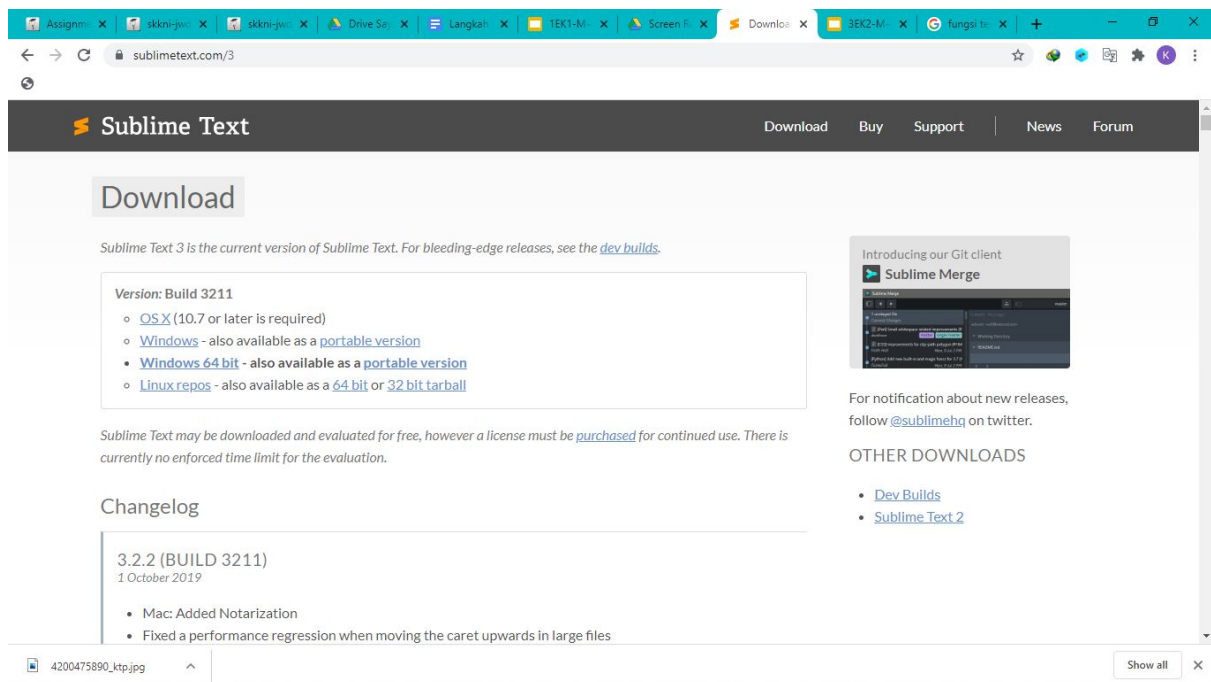 Assignm
skkni-jwd
skkni-jwd
Drive Say
Langkah
1EK1-M-
Screen R
Downloa
3EK2-M-
fungsi te
sublimetext.com/3
K
Sublime Text
Download Buy Support News Forum
Download
Sublime Text 3 is the current version of Sublime Text. For bleeding-edge releases, see the dev builds.
Version: Build 3211
OS X (10.7 or later is required)
Windows - also available as a portable version
Windows 64 bit - also available as a portable version
Linux repos - also available as a 64 bit or 32 bit tarball
Sublime Text may be downloaded and evaluated for free, however a license must be purchased for continued use. There is
currently no enforced time limit for the evaluation.
Changelog
3.2.2 (BUILD 3211)
1 October 2019
Mac: Added Notarization
Fixed a performance regression when moving the caret upwards in large files
Introducing our Git client
Sublime Merge
For notification about new releases,
follow @sublimehq on twitter.
OTHER DOWNLOADS
Dev Builds
Sublime Text 2
4200475890_ktp.jpg
Show all